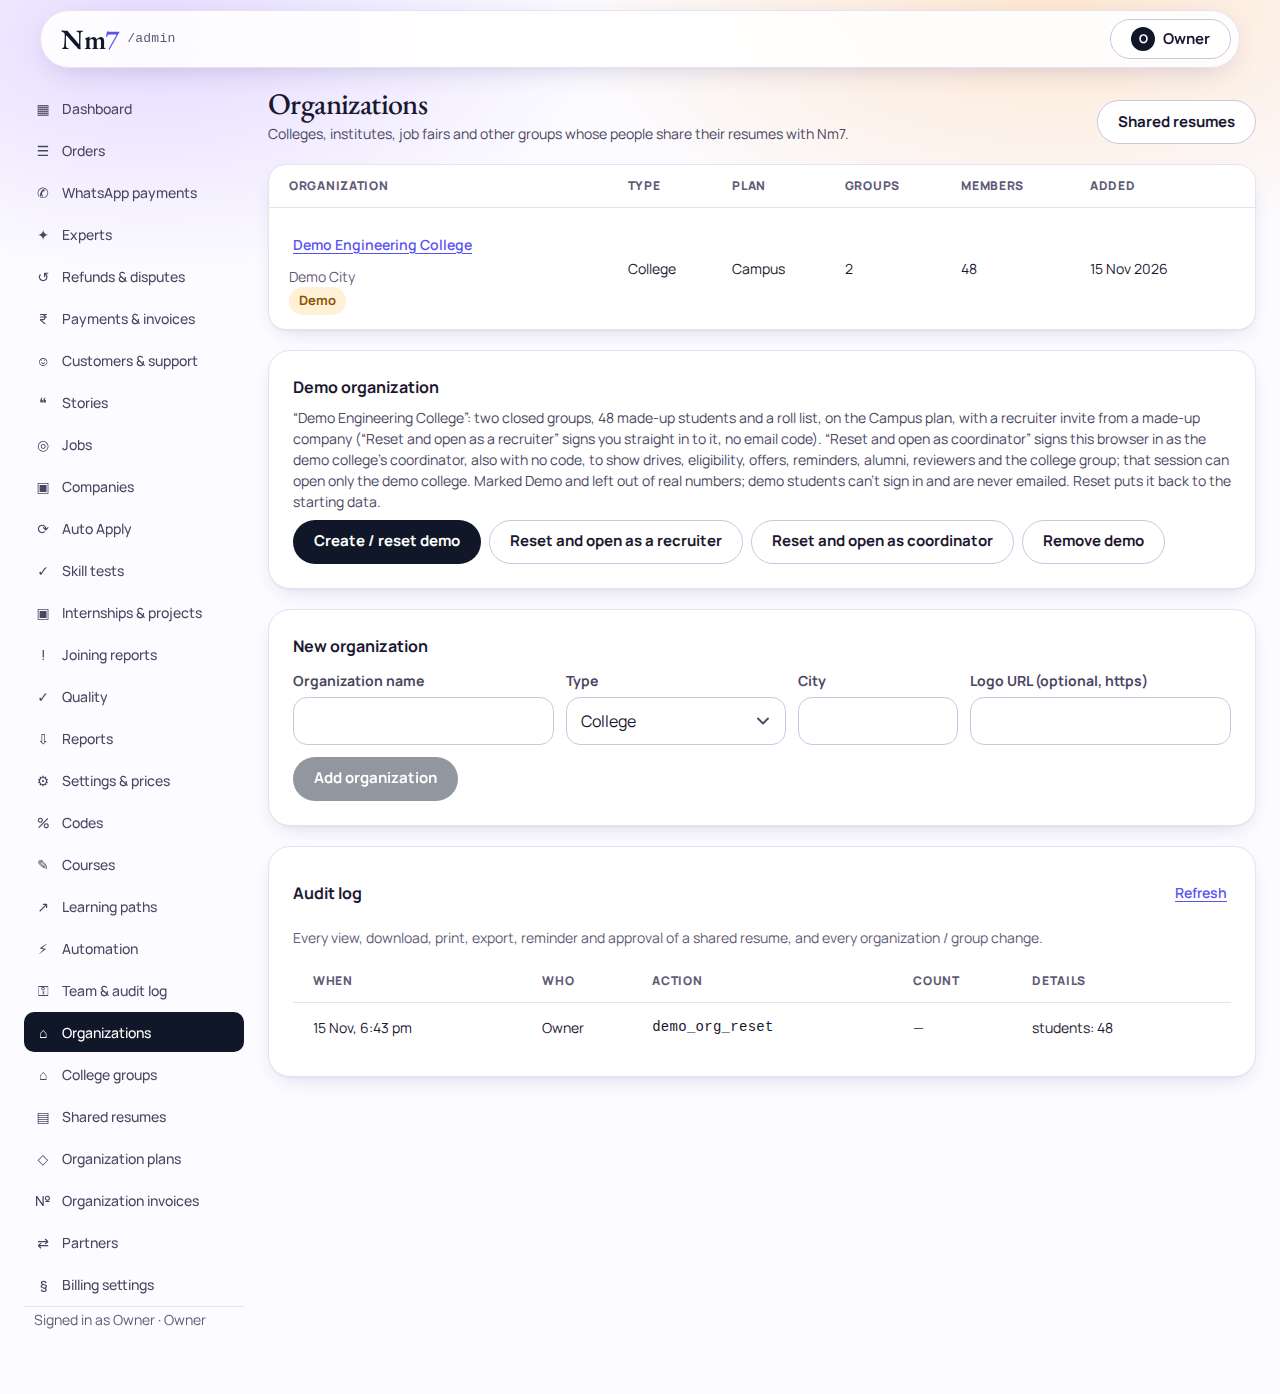 Nm7 /admin
O Owner
Dashboard
Orders
WhatsApp payments
Experts
Refunds & disputes
₹ Payments & invoices
Customers & support
❝ Stories
Jobs
Companies
Auto Apply
Skill tests
Internships & projects
! Joining reports
Quality
Reports
Settings & prices
% Codes
Courses
Learning paths
Automation
Team & audit log
Organizations
College groups
Shared resumes
Organization plans
Nº Organization invoices
Partners
§ Billing settings
Signed in as Owner · Owner
Organizations
Colleges, institutes, job fairs and other groups whose people share their resumes with Nm7.
Shared resumes
ORGANIZATION TYPE PLAN GROUPS MEMBERS ADDED
Demo Engineering College
Demo City
Demo
College Campus 2 48 15 Nov 2026
Demo organization
“Demo Engineering College”: two closed groups, 48 made-up students and a roll list, on the Campus plan, with a recruiter invite from a made-up
company (“Reset and open as a recruiter” signs you straight in to it, no email code). “Reset and open as coordinator” signs this browser in as the
demo college’s coordinator, also with no code, to show drives, eligibility, offers, reminders, alumni, reviewers and the college group; that session can
open only the demo college. Marked Demo and left out of real numbers; demo students can’t sign in and are never emailed. Reset puts it back to the
starting data.
Create / reset demo
Reset and open as a recruiter
Reset and open as coordinator
Remove demo
New organization
Organization name Type City Logo URL (optional, https)
College
Add organization
Audit log
Refresh
Every view, download, print, export, reminder and approval of a shared resume, and every organization / group change.
WHEN WHO ACTION COUNT DETAILS
15 Nov, 6:43 pm Owner demo_org_reset — students: 48